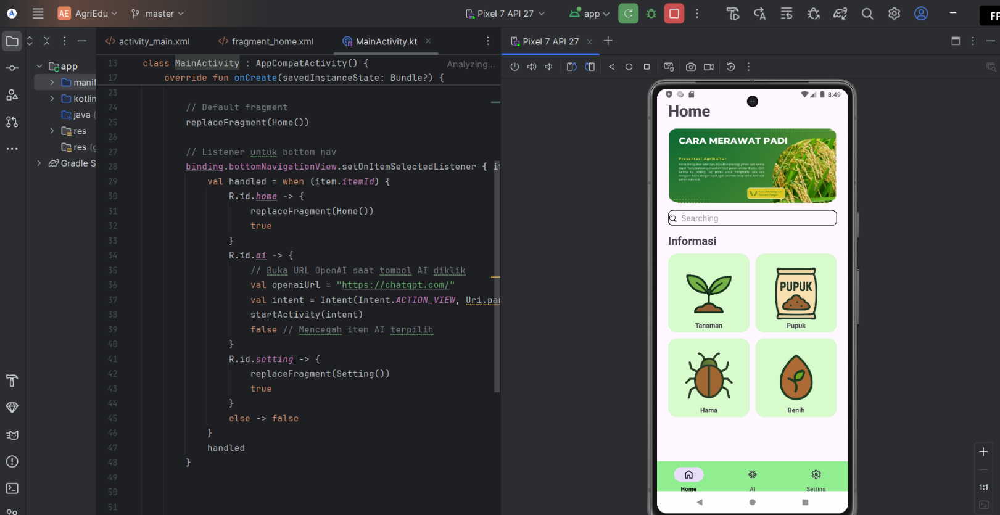 AE AgriEdu master Pixel 7 API 27 app FP
activity_main.xml fragment_home.xml MainActivity.kt
app
manif
kotlin
java (
res
res (g
Gradle S
Analyzing...
13 class MainActivity : AppCompatActivity() {
17 override fun onCreate(savedInstanceState: Bundle?) {
23
24 // Default fragment
25 replaceFragment(Home())
26
27 // Listener untuk bottom nav
28 binding.bottomNavigationView.setOnItemSelectedListener { it
29 val handled = when (item.itemId) {
30 R.id.home -> {
31 replaceFragment(Home())
32 true
33 }
34 R.id.ai -> {
35 // Buka URL OpenAI saat tombol AI diklik
36 val openaiUrl = "https://chatgpt.com/"
37 val intent = Intent(Intent.ACTION_VIEW, Uri.par
38 startActivity(intent)
39 false // Mencegah item AI terpilih
40 }
41 R.id.setting -> {
42 replaceFragment(Setting())
43 true
44 }
45 else -> false
46 }
47 handled
48 }
49
50
51
Pixel 7 API 27
8:49
Home
CARA MERAWAT PADI
Presentasi Agrikultur
Searching
Informasi
Tanaman
PUPUK
Pupuk
Hama
Benih
Home AI Setting
1:1